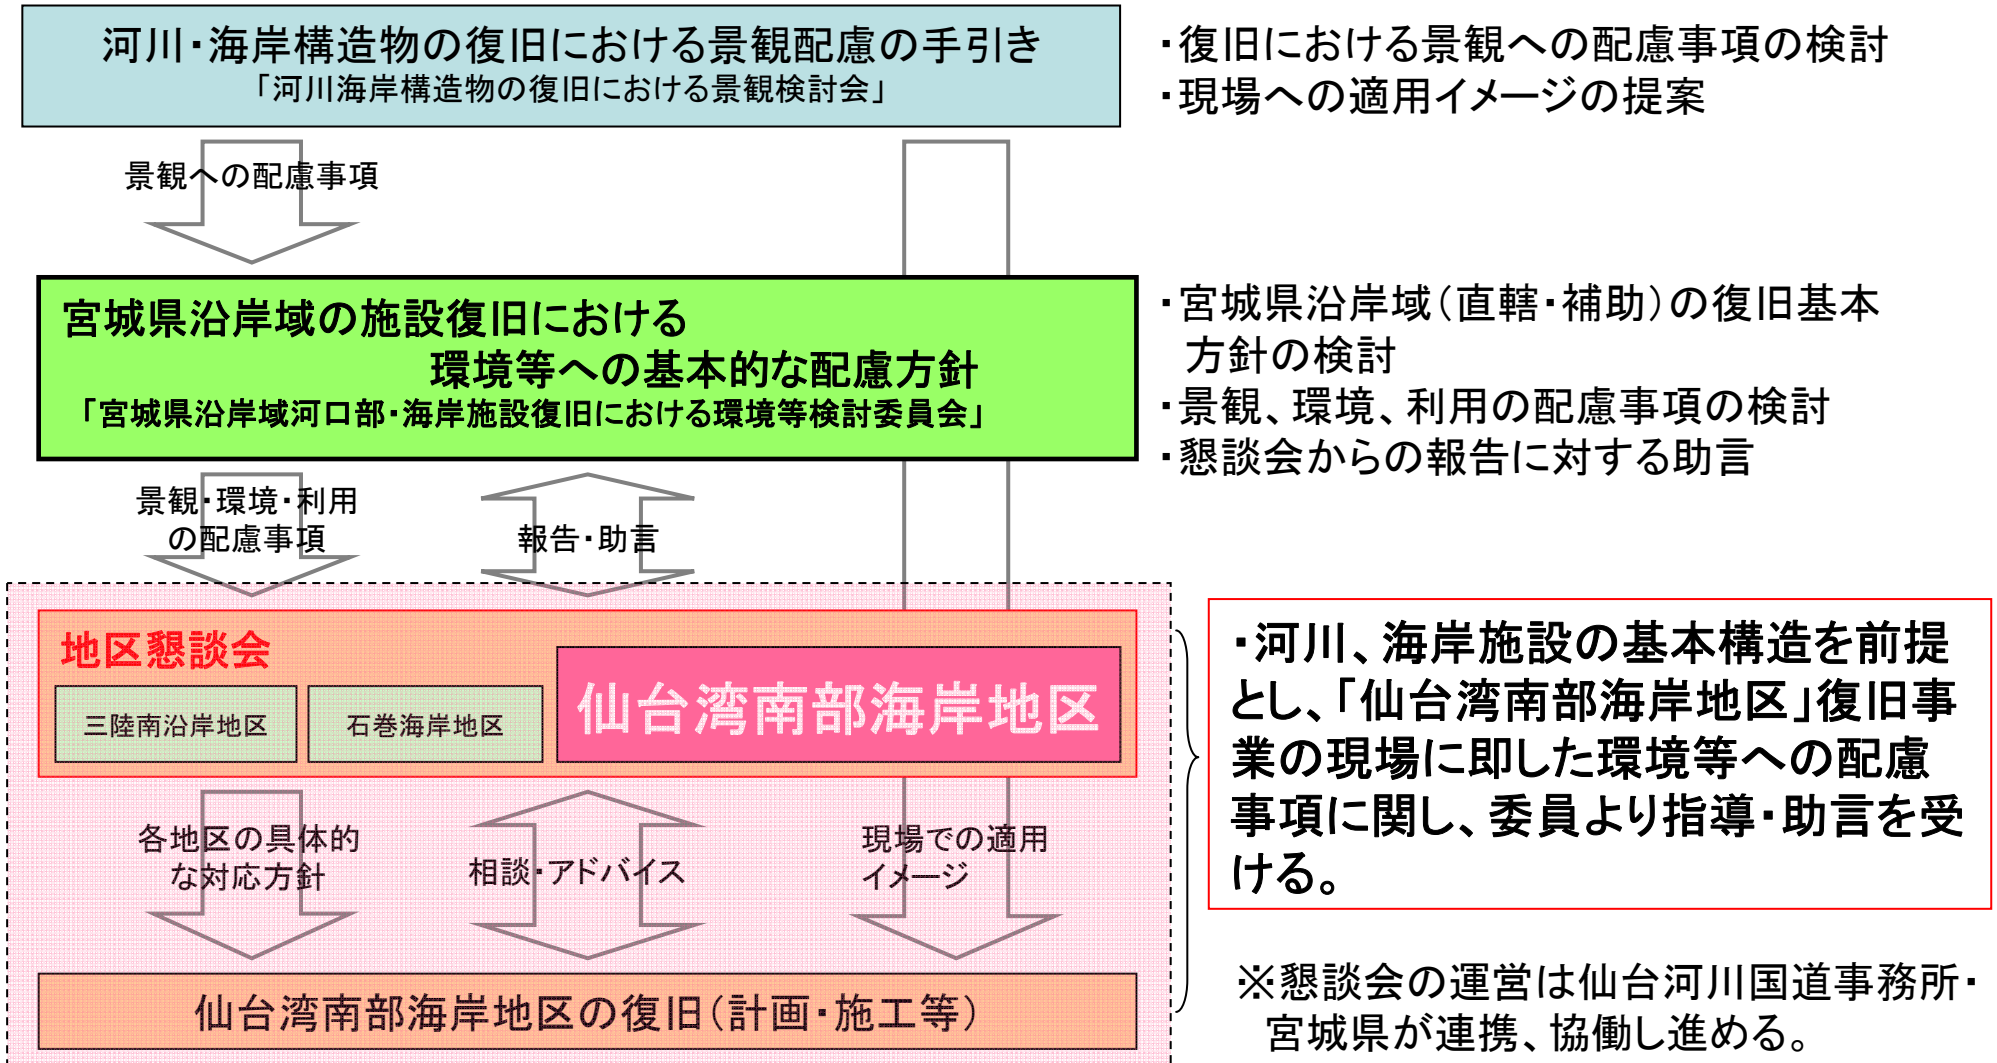 河川・海岸構造物の復旧における景観配慮の手引き
「河川海岸構造物の復旧における景観検討会」
・復旧における景観への配慮事項の検討
・現場への適用イメージの提案
景観への配慮事項
宮城県沿岸域の施設復旧における
環境等への基本的な配慮方針
「宮城県沿岸域河口部・海岸施設復旧における環境等検討委員会」
・宮城県沿岸域（直轄・補助）の復旧基本
方針の検討
・景観、環境、利用の配慮事項の検討
・懇談会からの報告に対する助言
景観・環境・利用
の配慮事項
報告・助言
地区懇談会
三陸南沿岸地区
石巻海岸地区
仙台湾南部海岸地区
・河川、海岸施設の基本構造を前提
とし、「仙台湾南部海岸地区」復旧事
業の現場に即した環境等への配慮
事項に関し、委員より指導・助言を受
ける。
各地区の具体的
な対応方針
相談・アドバイス
現場での適用
イメージ
仙台湾南部海岸地区の復旧（計画・施工等）
※懇談会の運営は仙台河川国道事務所・
宮城県が連携、協働し進める。